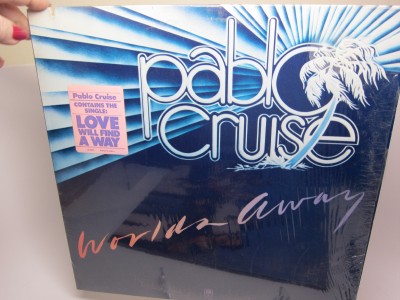 pablo
cruise
Pablo Cruise
CONTAINS THE
SINGLE:
LOVE
WILL FIND
A WAY
Worlds Away